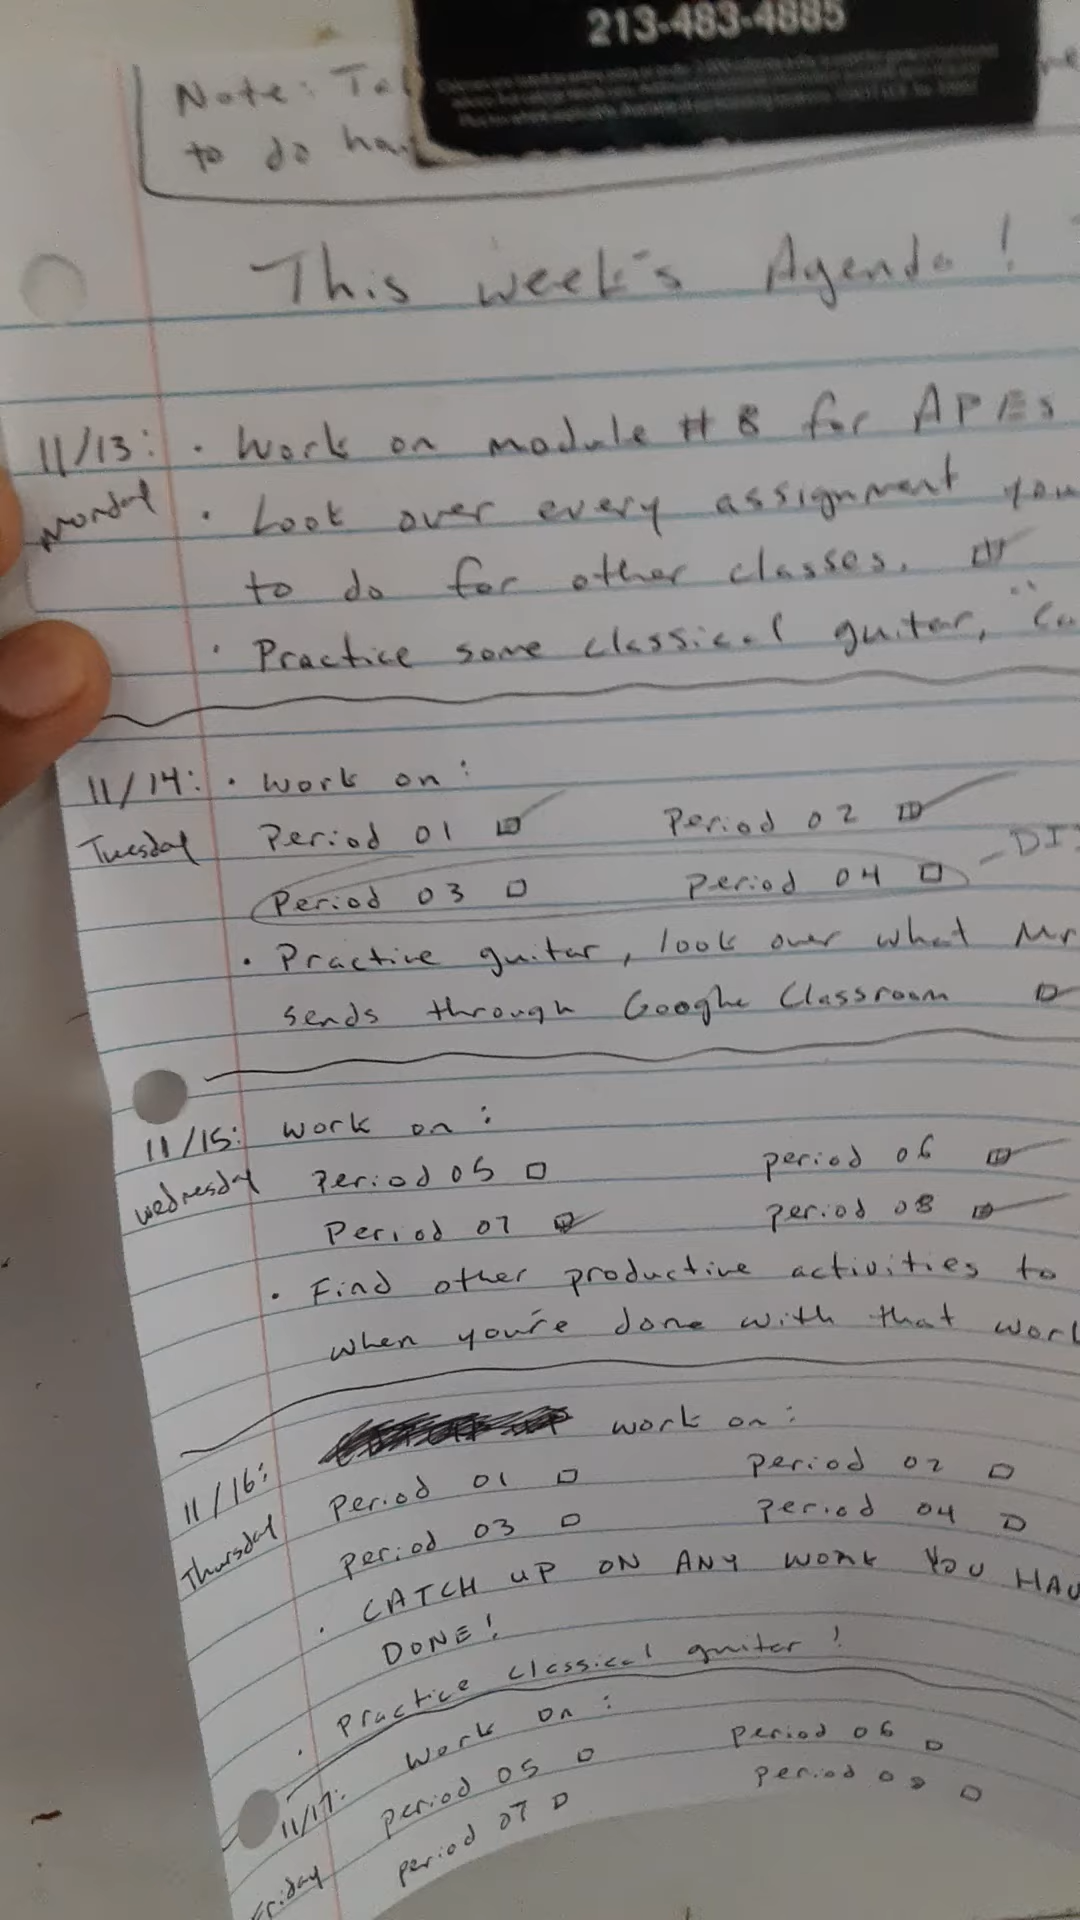 213-483-4885
Note: Ta
to do ha
This week's Agenda!
11/13: · Work on module #8 for APES
Monday · Look over every assignment you
to do for other classes.
· Practice some classical guitar, "Ca
11/14: · Work on:
Tuesday Period 01 Period 02
Period 03 Period 04 - DI
· Practice guitar, look over what Mr
sends through Google Classroom
11/15: Work on:
Wednesday Period 05 period 06
Period 07 period 08
· Find other productive activities to
when you're done with that work
11/16: work on:
Thursday Period 01 Period 02
Period 03 Period 04
· CATCH UP ON ANY WORK YOU HAV
DONE!
· Practice classical guitar!
11/17: Work on:
Friday period 05 period 06
period 07 period 08